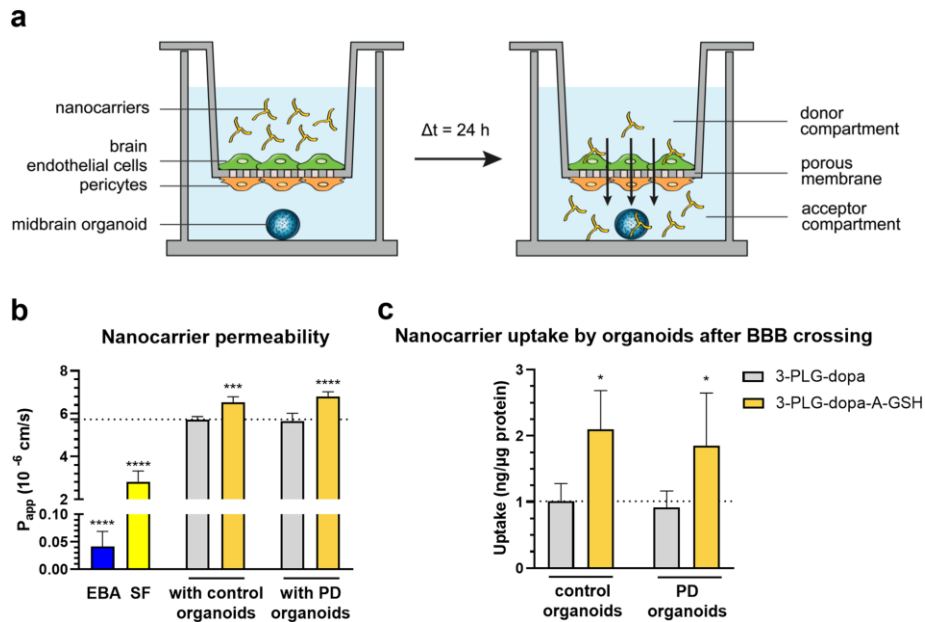 a
nanocarriers
brain
endothelial cells
pericytes
midbrain organoid
Δt = 24 h
donor
compartment
porous
membrane
acceptor
compartment
b
Nanocarrier permeability
Papp (10 -6 cm/s)
8
6
4
2
0.10
0.05
0.00
****
****
***
****
EBA
SF
with control
organoids
with PD
organoids
c
Nanocarrier uptake by organoids after BBB crossing
Uptake (ng/µg protein)
3
2
1
0
*
*
control
organoids
PD
organoids
3-PLG-dopa
3-PLG-dopa-A-GSH